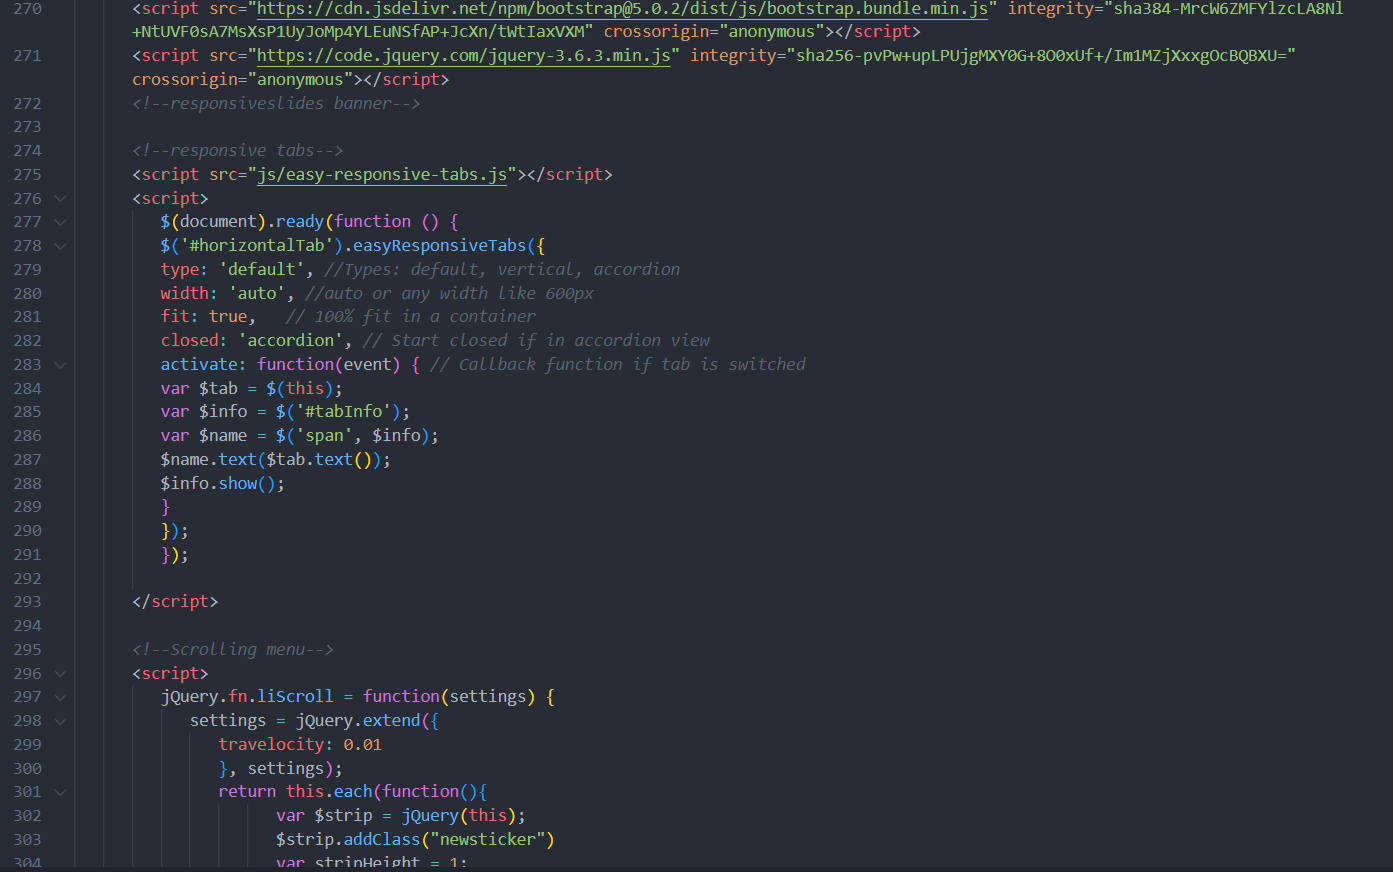 270 <script src="https://cdn.jsdelivr.net/npm/bootstrap@5.0.2/dist/js/bootstrap.bundle.min.js" integrity="sha384-MrcW6ZMFYlzcLA8Nl
+NtUVF0sA7MsXsP1UyJoMp4YLEuNSfAP+JcXn/tWtIaxVXM" crossorigin="anonymous"></script>
271 <script src="https://code.jquery.com/jquery-3.6.3.min.js" integrity="sha256-pvPw+upLPUjgMXY0G+8O0xUf+/Im1MZjXxxgOcBQBXU="
crossorigin="anonymous"></script>
272 <!--responsiveslides banner-->
273
274 <!--responsive tabs-->
275 <script src="js/easy-responsive-tabs.js"></script>
276 <script>
277 $(document).ready(function () {
278 $('#horizontalTab').easyResponsiveTabs({
279 type: 'default', //Types: default, vertical, accordion
280 width: 'auto', //auto or any width like 600px
281 fit: true,   // 100% fit in a container
282 closed: 'accordion', // Start closed if in accordion view
283 activate: function(event) { // Callback function if tab is switched
284 var $tab = $(this);
285 var $info = $('#tabInfo');
286 var $name = $('span', $info);
287 $name.text($tab.text());
288 $info.show();
289 }
290 });
291 });
292
293 </script>
294
295 <!--Scrolling menu-->
296 <script>
297 jQuery.fn.liScroll = function(settings) {
298 settings = jQuery.extend({
299 travelocity: 0.01
300 }, settings);
301 return this.each(function(){
302 var $strip = jQuery(this);
303 $strip.addClass("newsticker")
304 var stripHeight = 1;